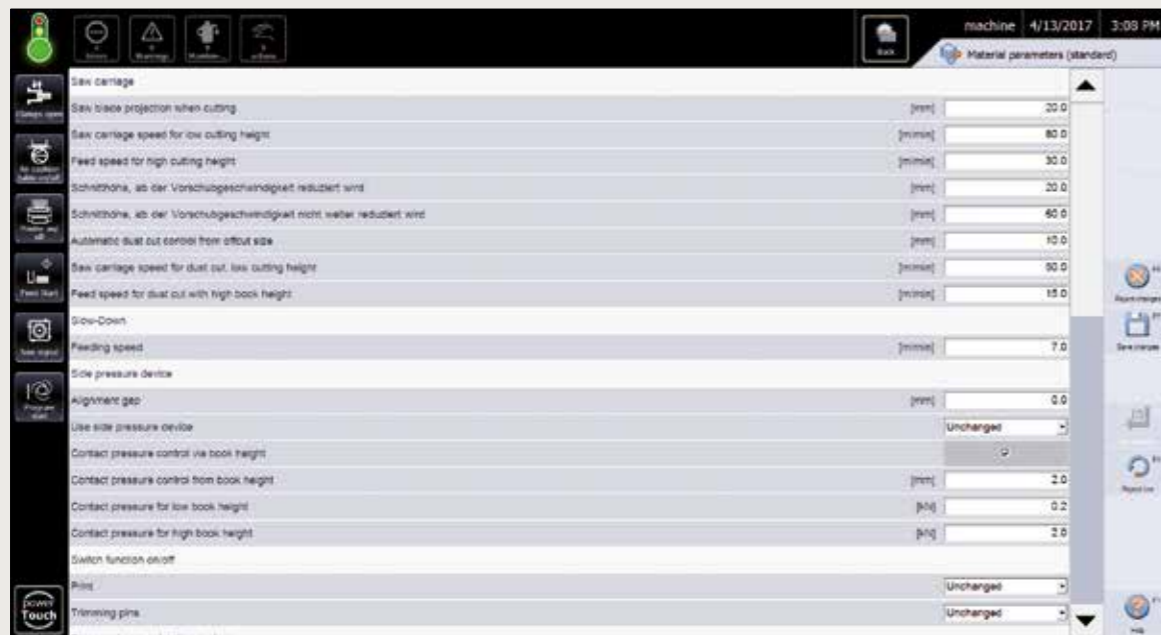 machine 4/13/2017 3:08 PM
Back
Material parameters (standard)
Saw carriage
Saw blade projection when cutting [mm] 20.0
Saw carriage speed for low cutting height [m/min] 80.0
Feed speed for high cutting height [m/min] 30.0
Schnitthöhe, ab der Vorschubgeschwindigkeit reduziert wird [mm] 20.0
Schnitthöhe, ab der Vorschubgeschwindigkeit nicht weiter reduziert wird [mm] 60.0
Automatic dust cut control from offcut size [mm] 10.0
Saw carriage speed for dust cut, low cutting height [m/min] 50.0
Feed speed for dust cut with high book height [m/min] 15.0
Slow-Down
Feeding speed [m/min] 7.0
Side pressure device
Alignment gap [mm] 0.0
Use side pressure device Unchanged
Contact pressure control via book height
Contact pressure control from book height [mm] 2.0
Contact pressure for low book height [kN] 0.2
Contact pressure for high book height [kN] 2.0
Switch function on/off
Print Unchanged
Trimming pins Unchanged
Save changes
Help
Feed Start
Program start
power
Touch